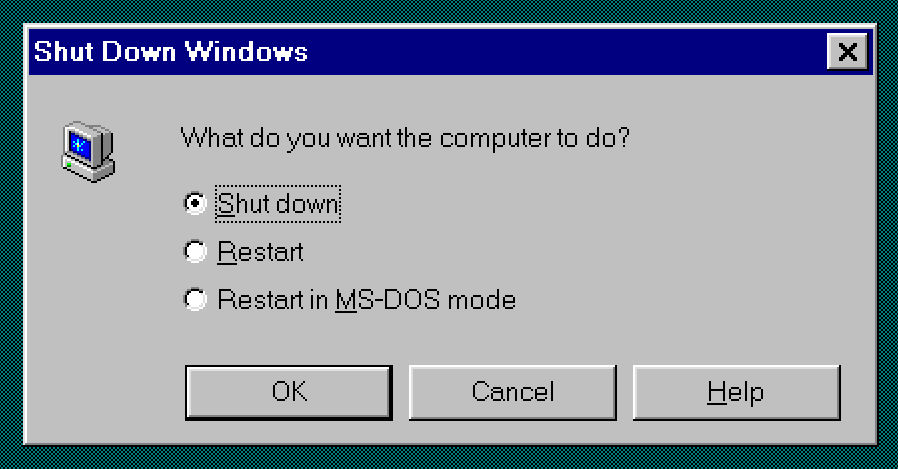 Shut Down Windows
What do you want the computer to do?
Shut down
Restart
Restart in MS-DOS mode
OK Cancel Help